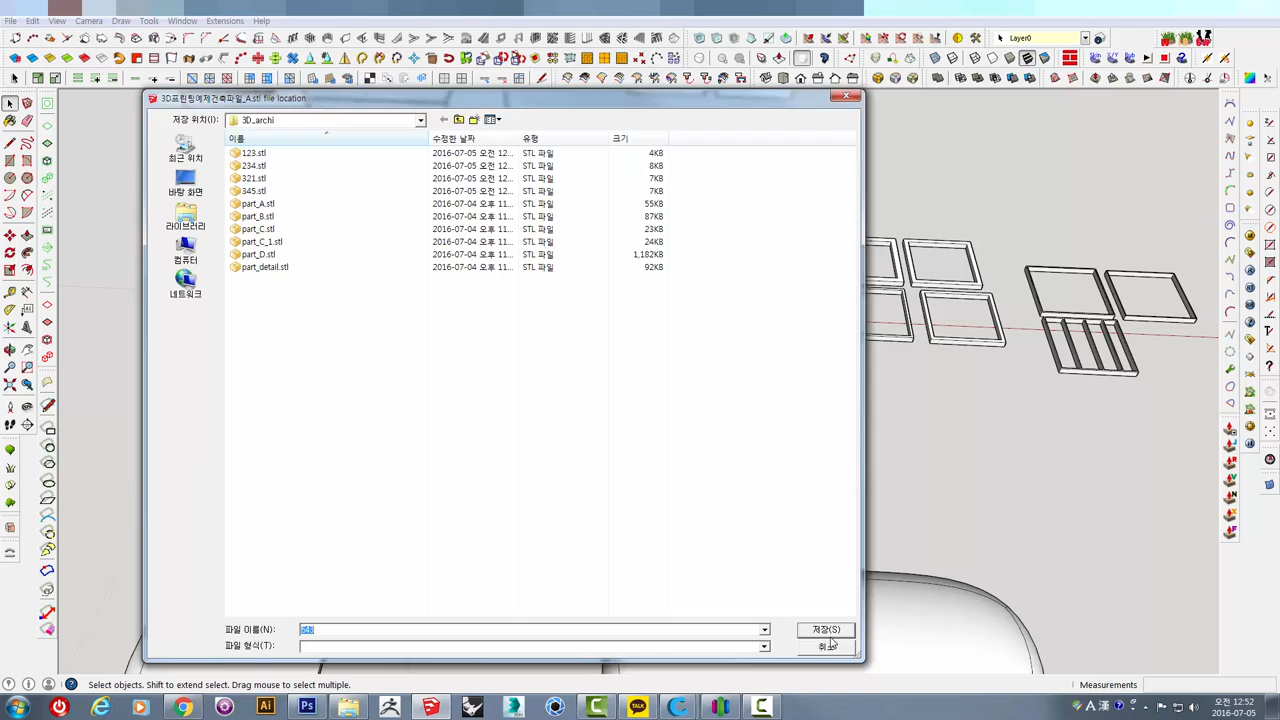 File Edit View Camera Draw Tools Window Extensions Help
Layer0
3D프린팅예제건축파일_A.stl file location
저장 위치(I): 3D_archi
이름 수정한 날짜 유형 크기
최근 위치
바탕 화면
라이브러리
컴퓨터
네트워크
123.stl 2016-07-05 오전 12... STL 파일 4KB
234.stl 2016-07-05 오전 12... STL 파일 8KB
321.stl 2016-07-05 오전 12... STL 파일 7KB
345.stl 2016-07-05 오전 12... STL 파일 7KB
part_A.stl 2016-07-04 오후 11... STL 파일 55KB
part_B.stl 2016-07-04 오후 11... STL 파일 87KB
part_C.stl 2016-07-04 오후 11... STL 파일 23KB
part_C_1.stl 2016-07-04 오후 11... STL 파일 24KB
part_D.stl 2016-07-04 오후 11... STL 파일 1,182KB
part_detail.stl 2016-07-04 오후 11... STL 파일 92KB
파일 이름(N): 543 저장(S)
파일 형식(T): 취소
Select objects. Shift to extend select. Drag mouse to select multiple. Measurements
Ai Ps TALK A 漢 오전 12:52
2016-07-05